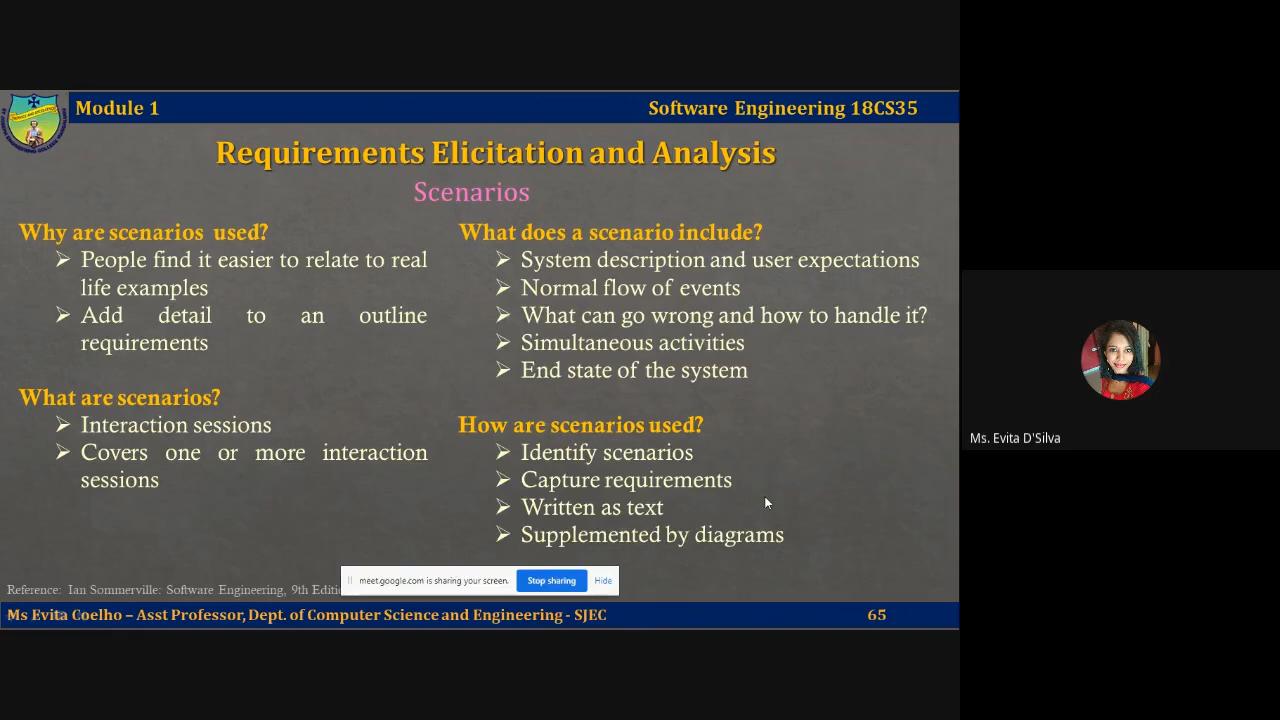 Module 1
Software Engineering 18CS35
Requirements Elicitation and Analysis
Scenarios
Why are scenarios used?
➢ People find it easier to relate to real
life examples
➢ Add detail to an outline
requirements
What are scenarios?
➢ Interaction sessions
➢ Covers one or more interaction
sessions
What does a scenario include?
➢ System description and user expectations
➢ Normal flow of events
➢ What can go wrong and how to handle it?
➢ Simultaneous activities
➢ End state of the system
How are scenarios used?
➢ Identify scenarios
➢ Capture requirements
➢ Written as text
➢ Supplemented by diagrams
Ms. Evita D'Silva
meet.google.com is sharing your screen.
Stop sharing
Hide
Reference: Ian Sommerville: Software Engineering, 9th
Ms Evita Coelho – Asst Professor, Dept. of Computer Science and Engineering - SJEC
65